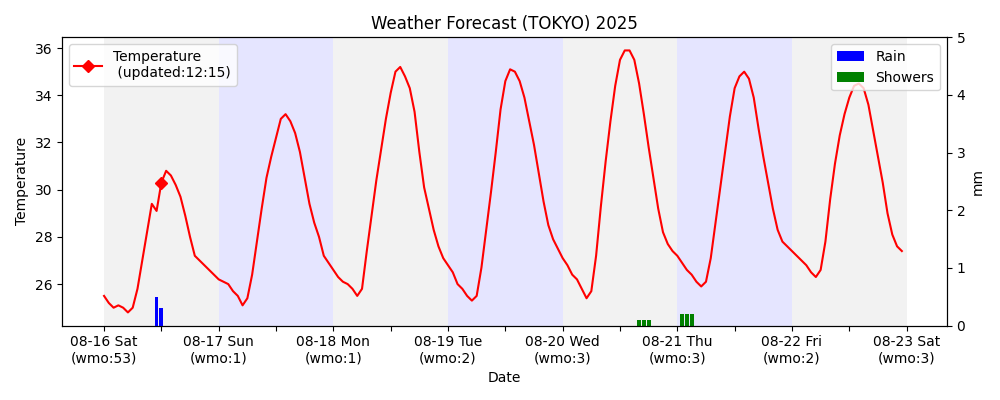 Weather Forecast (TOKYO) 2025
Temperature
(updated:12:15)
Rain
Showers
36
34
32
30
28
26
Temperature
5
4
3
2
1
0
mm
08-16 Sat
(wmo:53)
08-17 Sun
(wmo:1)
08-18 Mon
(wmo:1)
08-19 Tue
(wmo:2)
08-20 Wed
(wmo:3)
08-21 Thu
(wmo:3)
08-22 Fri
(wmo:2)
08-23 Sat
(wmo:3)
Date